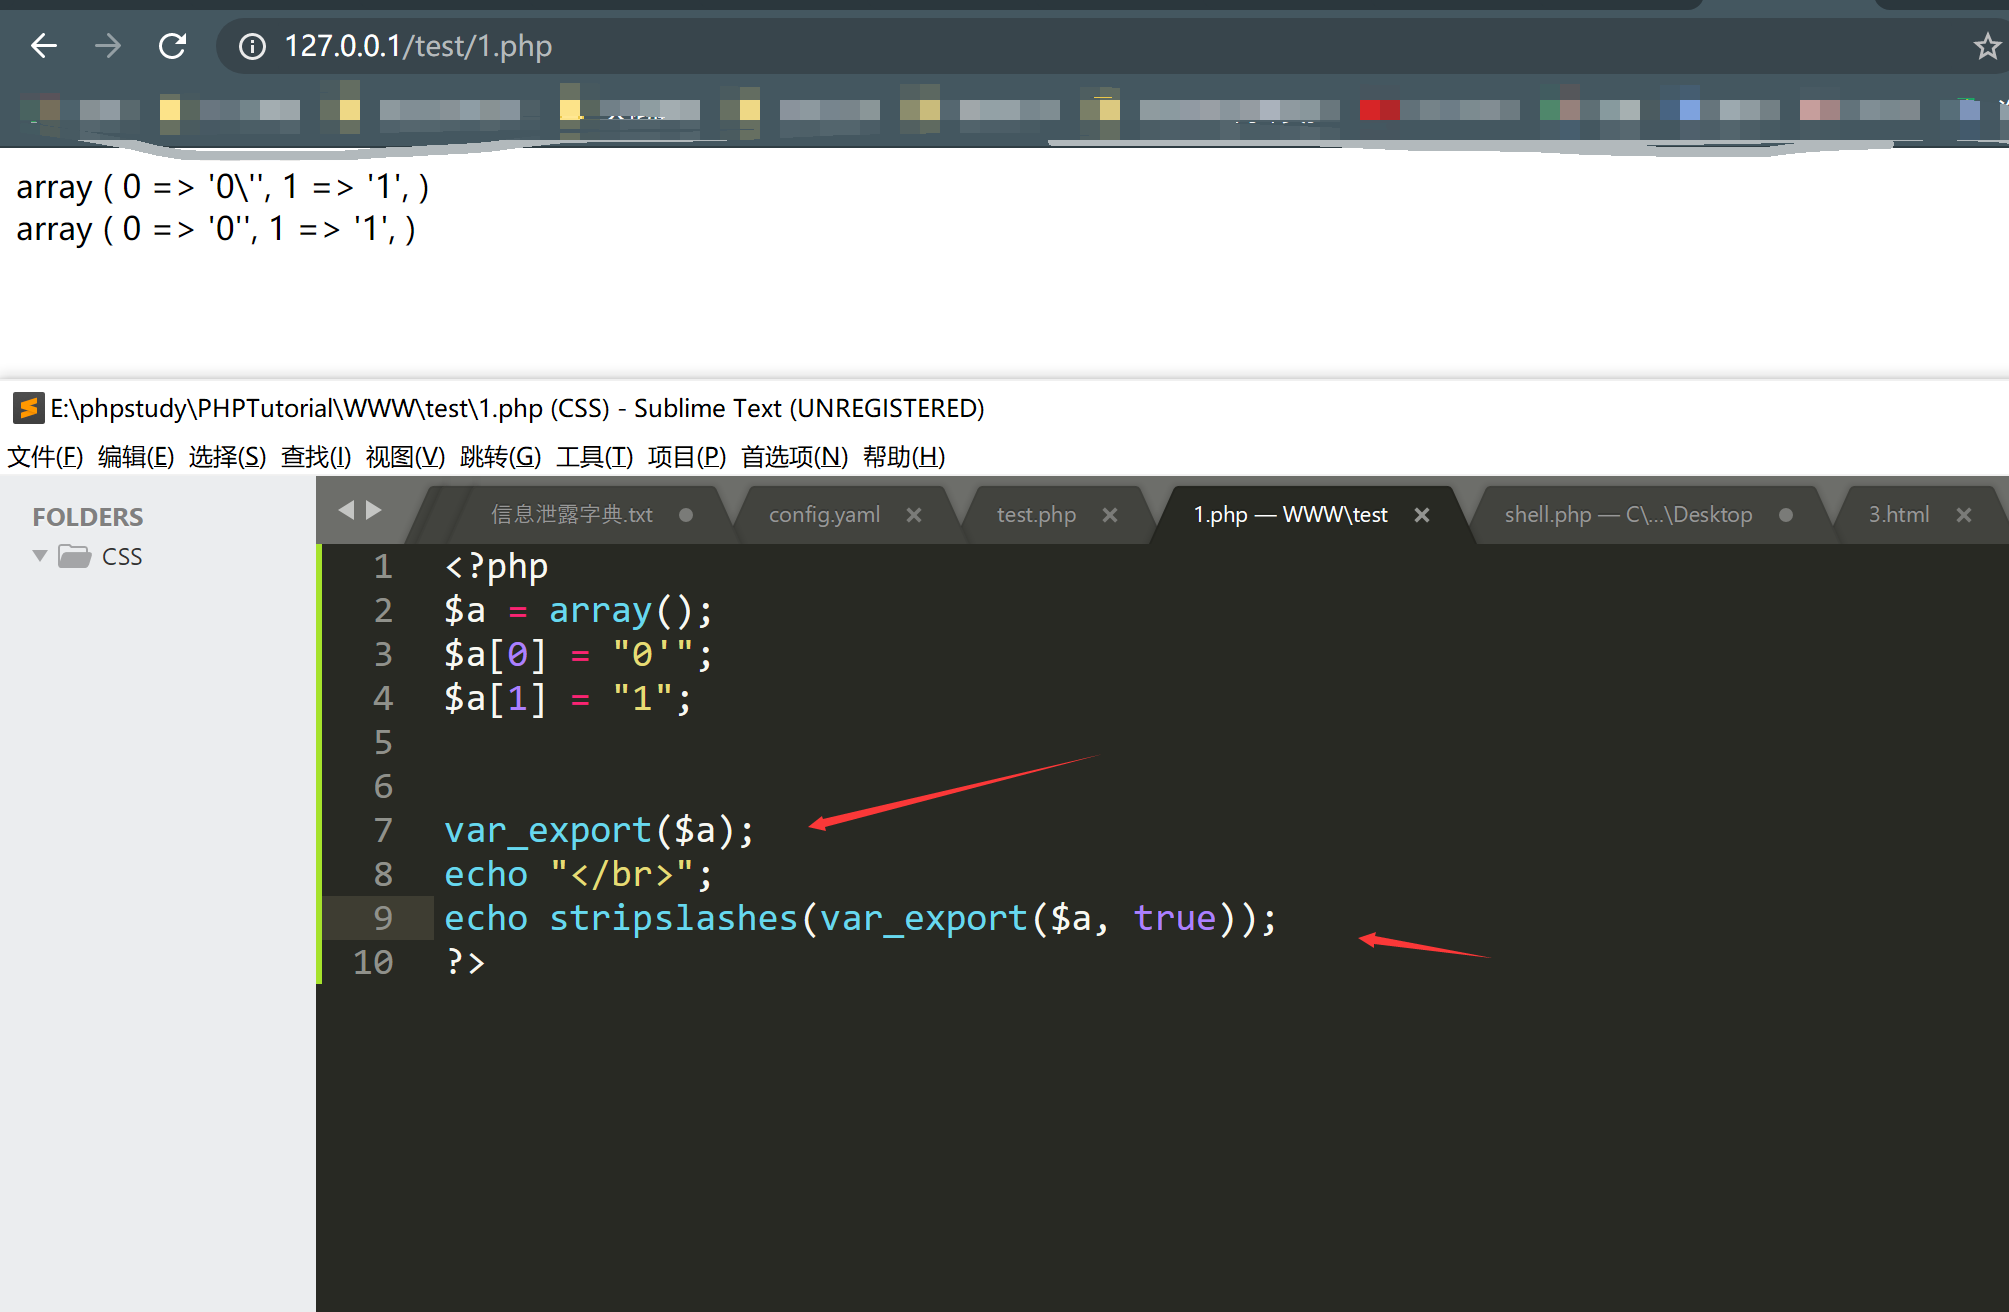 127.0.0.1/test/1.php
array ( 0 => '0\'', 1 => '1', )
array ( 0 => '0'', 1 => '1', )
E:\phpstudy\PHPTutorial\WWW\test\1.php (CSS) - Sublime Text (UNREGISTERED)
文件(F) 编辑(E) 选择(S) 查找(I) 视图(V) 跳转(G) 工具(T) 项目(P) 首选项(N) 帮助(H)
FOLDERS
CSS
信息泄露字典.txt config.yaml test.php 1.php — WWW\test shell.php — C\...\Desktop 3.html
1 <?php
2 $a = array();
3 $a[0] = "0'";
4 $a[1] = "1";
5
6
7 var_export($a);
8 echo "</br>";
9 echo stripslashes(var_export($a, true));
10 ?>